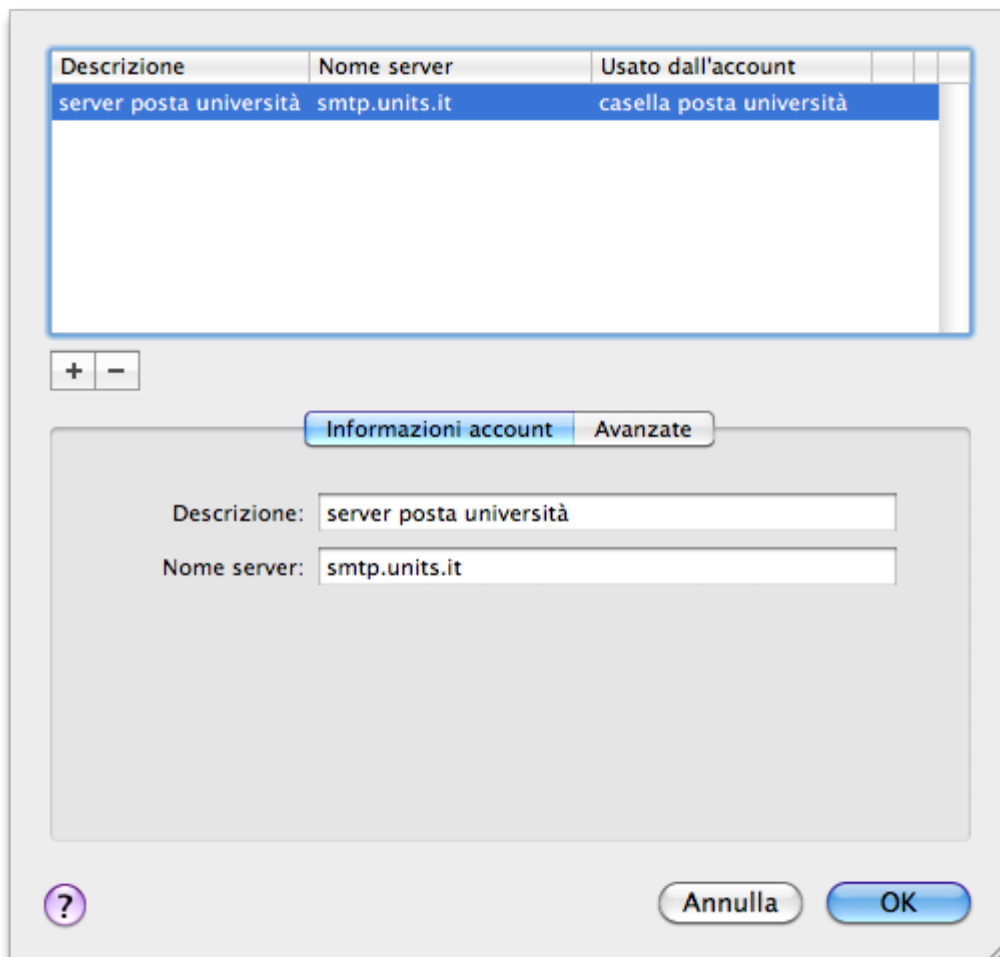 Descrizione Nome server Usato dall'account
server posta università smtp.units.it casella posta università
+ −
Informazioni account Avanzate
Descrizione: server posta università
Nome server: smtp.units.it
? Annulla OK